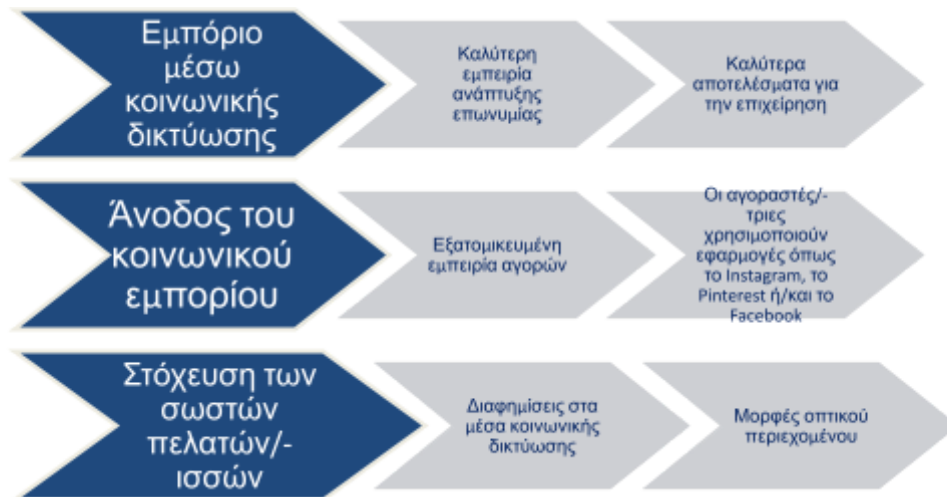 Εμπόριο
μέσω
κοινωνικής
δικτύωσης
Καλύτερη
εμπειρία
ανάπτυξης
επωνυμίας
Καλύτερα
αποτελέσματα για
την επιχείρηση
Άνοδος του
κοινωνικού
εμπορίου
Εξατομικευμένη
εμπειρία αγορών
Οι αγοραστές/-
τριες
χρησιμοποιούν
εφαρμογές όπως
το Instagram, το
Pinterest ή/και το
Facebook
Στόχευση των
σωστών
πελατών/-
ισσών
Διαφημίσεις στα
μέσα κοινωνικής
δικτύωσης
Μορφές οπτικού
περιεχομένου